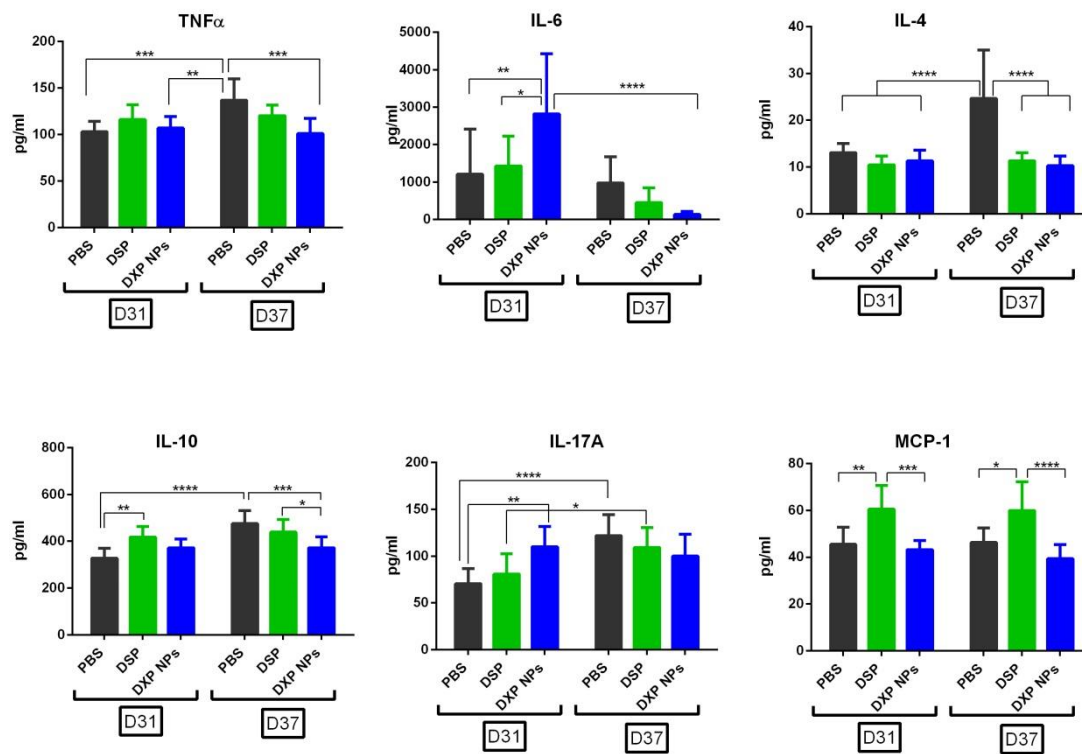 TNFα
pg/ml
200
150
100
50
0
***
**
***
PBS
DSP
DXP NPs
PBS
DSP
DXP NPs
D31
D37
IL-6
pg/ml
5000
4000
3000
2000
1000
0
**
*
****
PBS
DSP
DXP NPs
PBS
DSP
DXP NPs
D31
D37
IL-4
pg/ml
40
30
20
10
0
****
****
PBS
DSP
DXP NPs
PBS
DSP
DXP NPs
D31
D37
IL-10
pg/ml
800
600
400
200
0
****
**
***
*
PBS
DSP
DXP NPs
PBS
DSP
DXP NPs
D31
D37
IL-17A
pg/ml
200
150
100
50
0
****
**
*
PBS
DSP
DXP NPs
PBS
DSP
DXP NPs
D31
D37
MCP-1
pg/ml
80
60
40
20
0
**
***
*
****
PBS
DSP
DXP NPs
PBS
DSP
DXP NPs
D31
D37